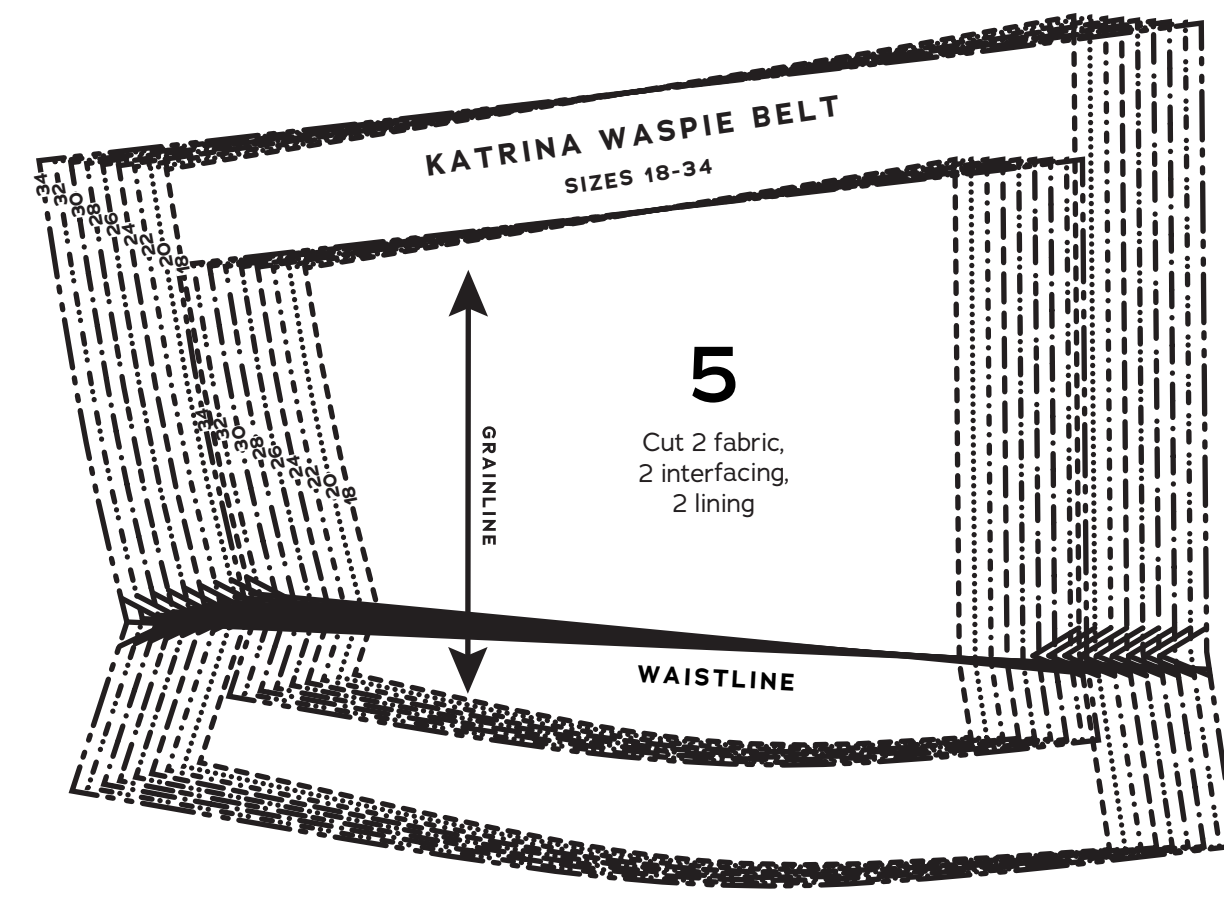 KATRINA WASPIE BELT
SIZES 18-34
34
32
30
28
26
24
22
20
18
5
Cut 2 fabric,
2 interfacing,
2 lining
GRAINLINE
34
32
30
28
26
24
22
20
18
WAISTLINE